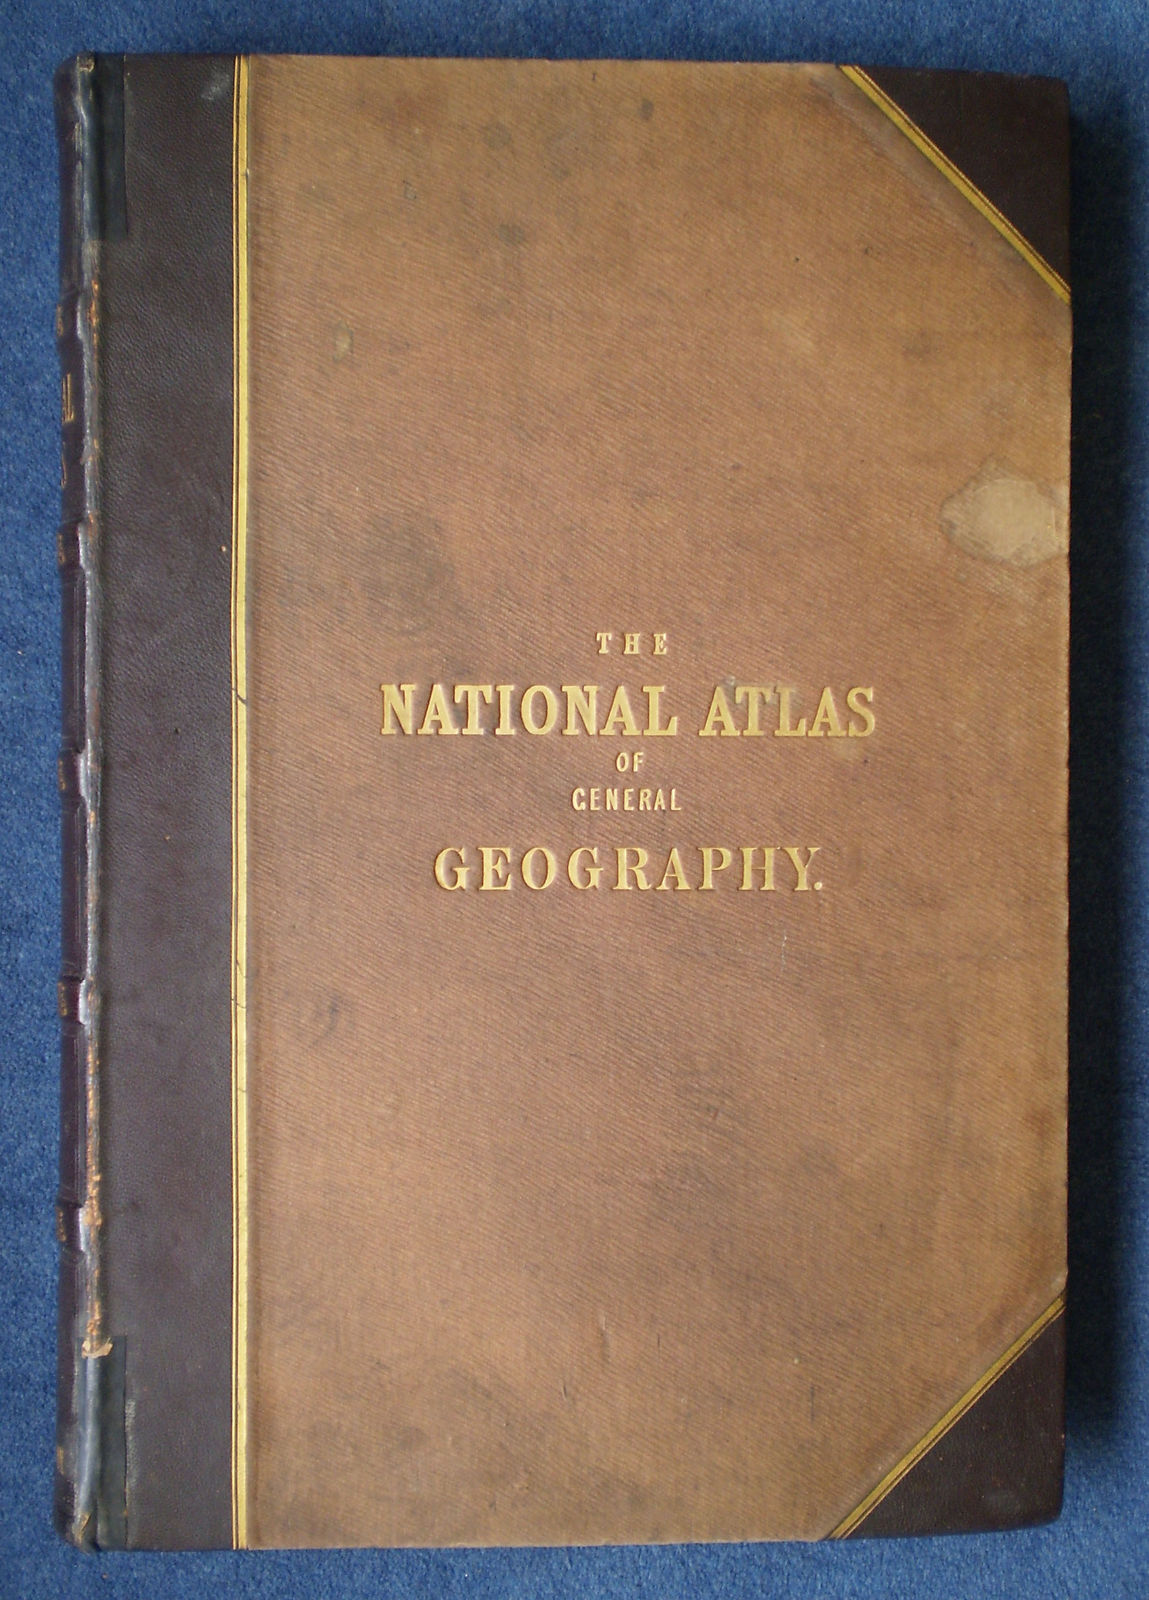 THE
NATIONAL ATLAS
OF
GENERAL
GEOGRAPHY.